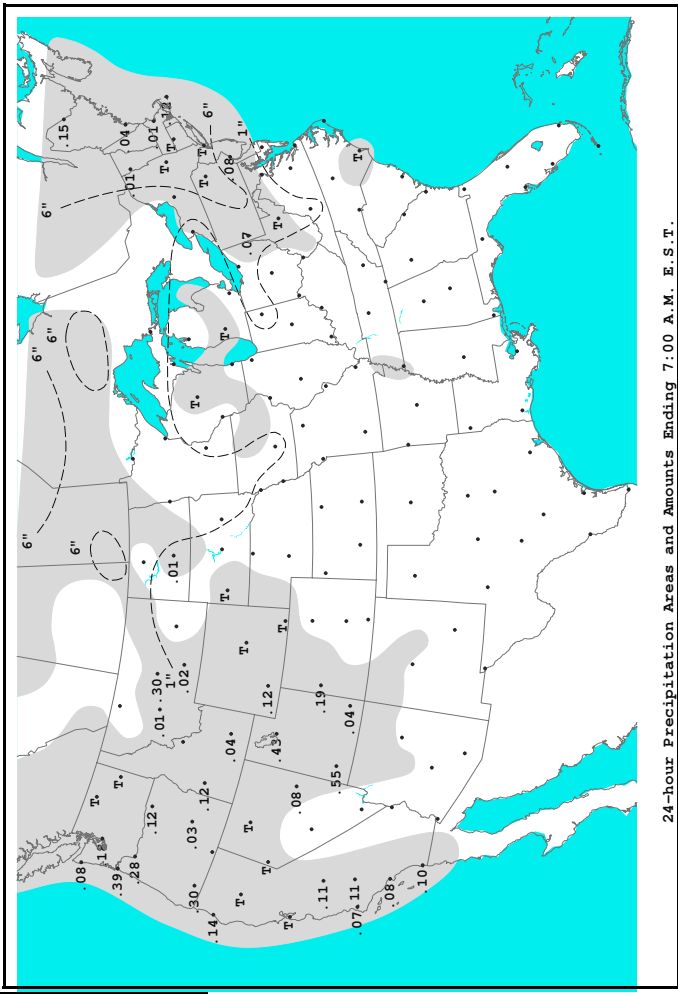 6"
6"
6"
6"
.15
6"
.08
T
.39
T
.04
.01
.28
.01
.12
.30
.01
T
.12
1"
T
.01
.02
.03
T
.30
T
T
.12
6"
.14
T
T
.08
.04
T
1"
T
.07
T
T
.12
.43
T
T
T
.08
.19
.11
.55
.04
.11
.07
T
.08
.10
24-hour Precipitation Areas and Amounts Ending 7:00 A.M. E.S.T.